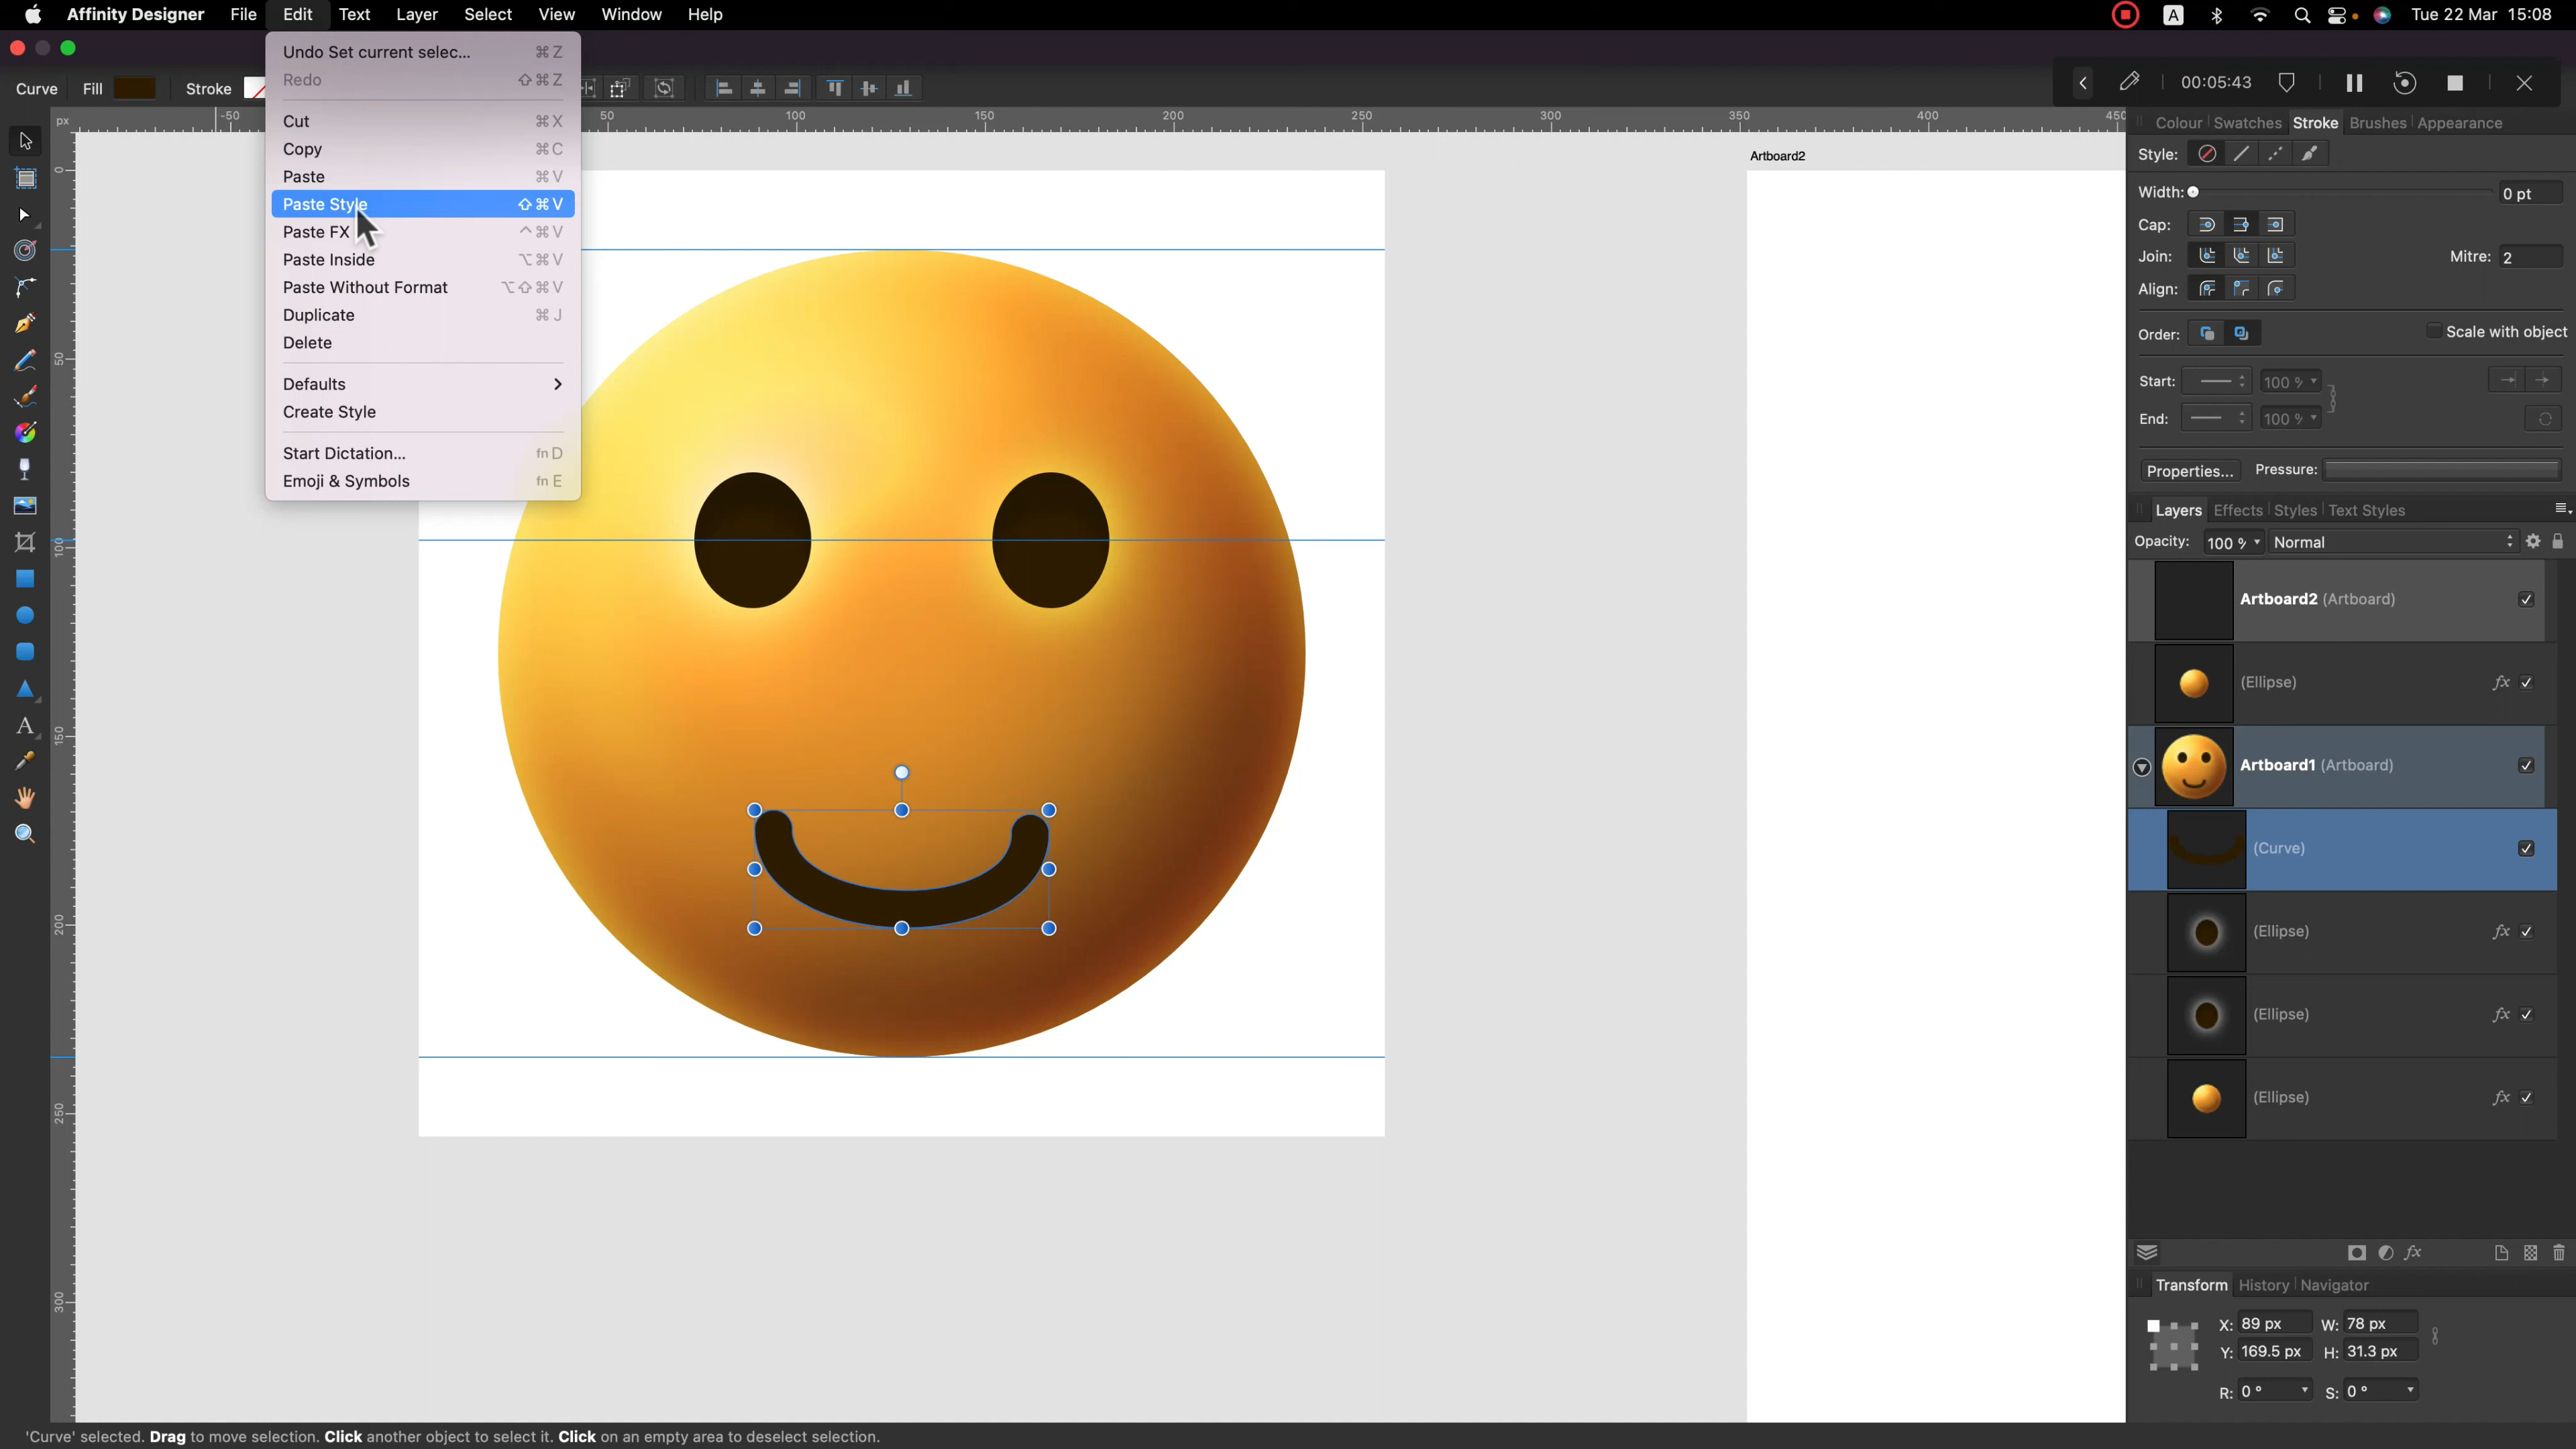 Affinity Designer File Edit Text Layer Select View Window Help
A Tue 22 Mar 15:08
Undo Set current selec... ⌘Z
Redo ⇧⌘Z
Cut ⌘X
Copy ⌘C
Paste ⌘V
Paste Style ⇧⌘V
Paste FX ^⌘V
Paste Inside ⌥⌘V
Paste Without Format ⌥⇧⌘V
Duplicate ⌘J
Delete
Defaults
Create Style
Start Dictation... fn D
Emoji & Symbols fn E
Curve Fill Stroke
00:05:43
px -50 50 100 150 200 250 300 350 400 450
0
50
100
150
200
250
300
Artboard2
A
Colour Swatches Stroke Brushes Appearance
Style:
Width: 0 pt
Cap:
Join: Mitre: 2
Align:
Order: Scale with object
Start: 100 %
End: 100 %
Properties... Pressure:
Layers Effects Styles Text Styles
Opacity: 100 % Normal
Artboard2 (Artboard)
(Ellipse) fx
Artboard1 (Artboard)
(Curve)
(Ellipse) fx
(Ellipse) fx
(Ellipse) fx
fx
Transform History Navigator
X: 89 px W: 78 px
Y: 169.5 px H: 31.3 px
R: 0 ° S: 0 °
'Curve' selected. Drag to move selection. Click another object to select it. Click on an empty area to deselect selection.